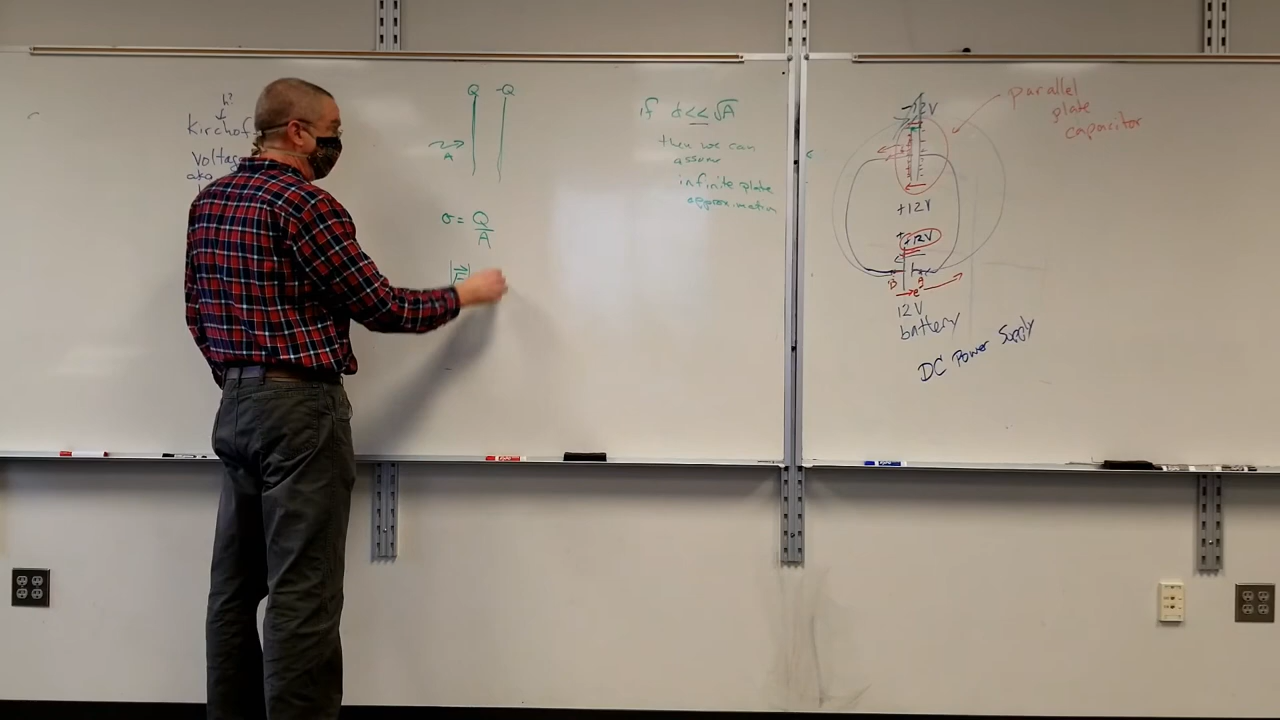 h?
Kirchof
voltage
aka
Q -Q
A
σ = Q
A
|E|
if d << √A
then we can
assume
infinite plate
approximation
-12V
parallel
plate
capacitor
+12V
+
+12V
B A
e⁻
12V
battery
DC Power Supply